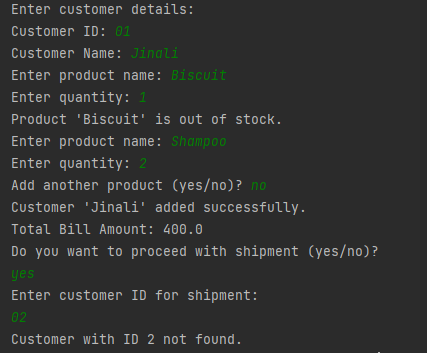 Enter customer details:
Customer ID: 01
Customer Name: Jinali
Enter product name: Biscuit
Enter quantity: 1
Product 'Biscuit' is out of stock.
Enter product name: Shampoo
Enter quantity: 2
Add another product (yes/no)? no
Customer 'Jinali' added successfully.
Total Bill Amount: 400.0
Do you want to proceed with shipment (yes/no)?
yes
Enter customer ID for shipment:
02
Customer with ID 2 not found.